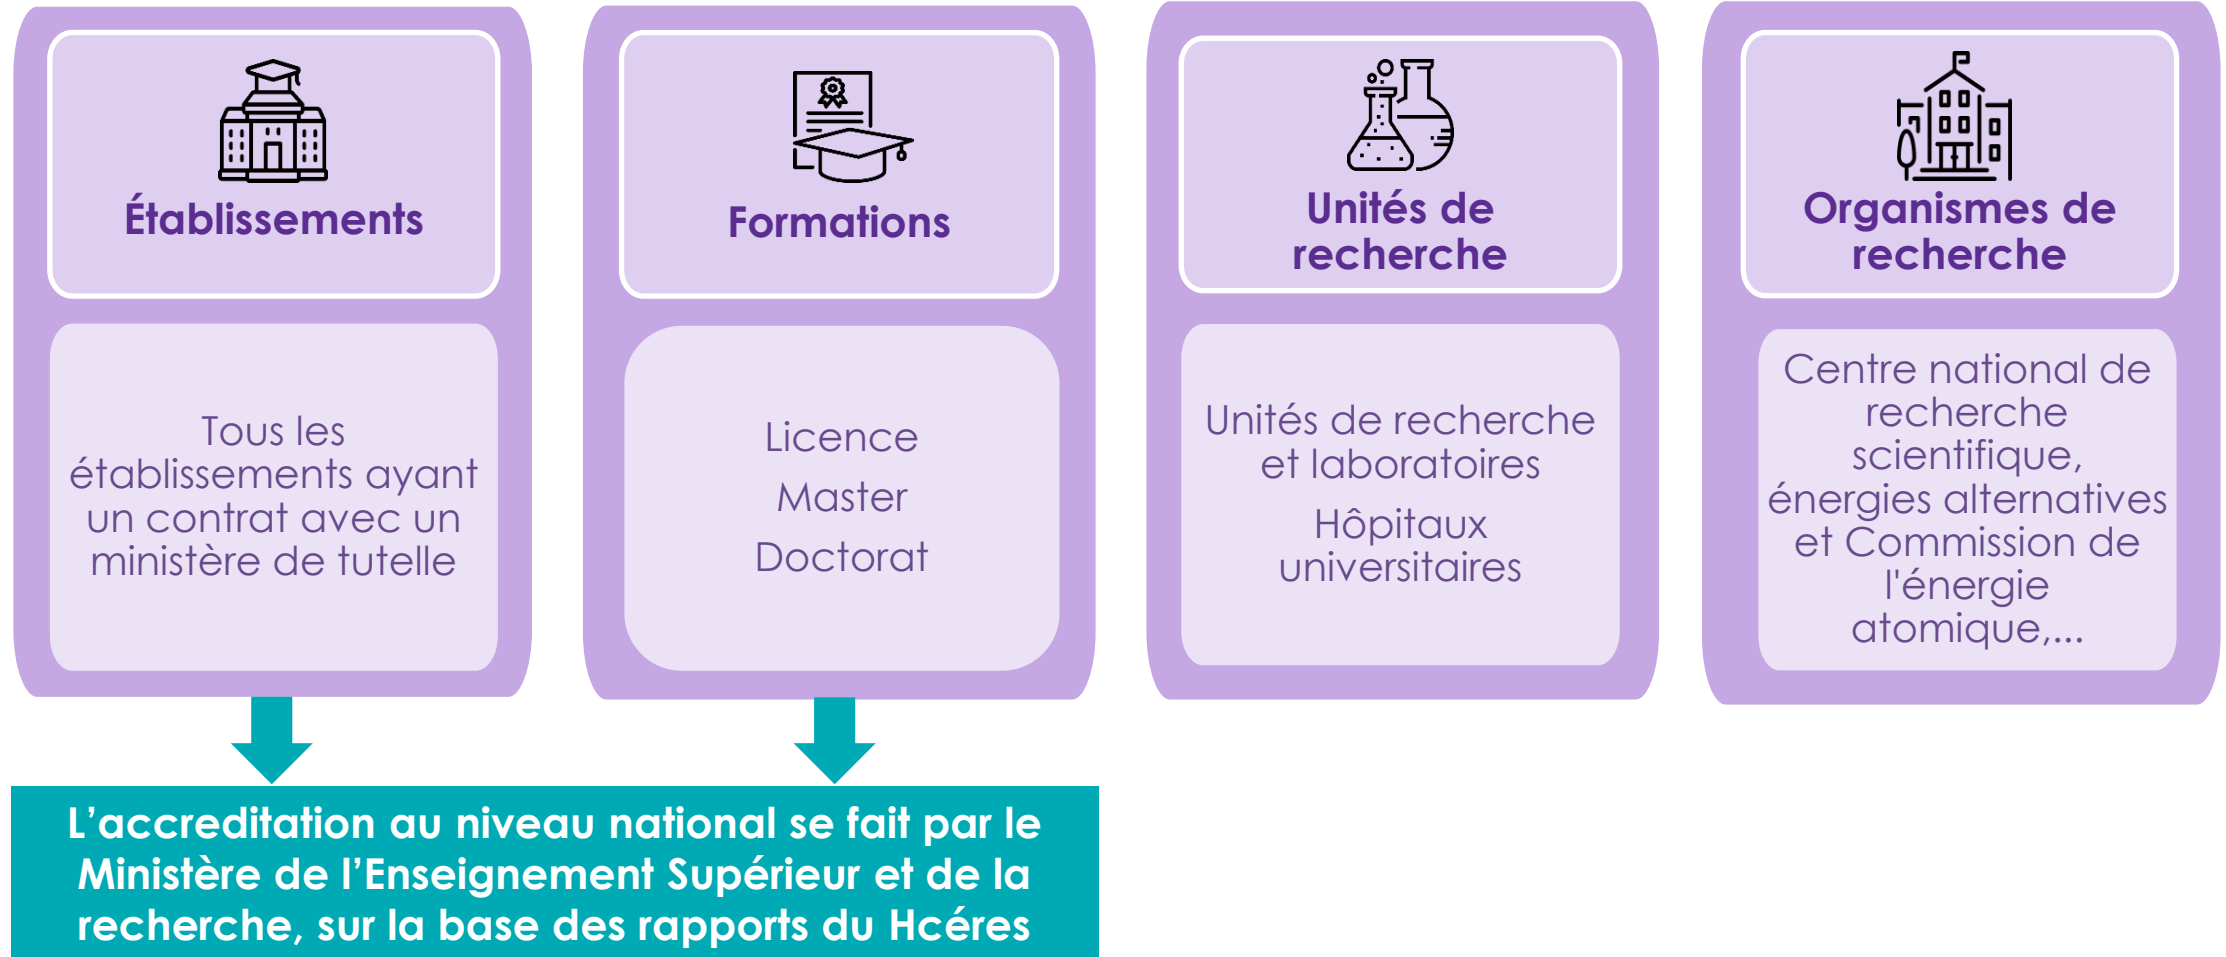 Établissements
Tous les
établissements ayant
un contrat avec un
ministère de tutelle
Formations
Licence
Master
Doctorat
Unités de
recherche
Unités de recherche
et laboratoires
Hôpitaux
universitaires
Organismes de
recherche
Centre national de
recherche
scientifique,
énergies alternatives
et Commission de
l'énergie
atomique,...
L’accreditation au niveau national se fait par le
Ministère de l’Enseignement Supérieur et de la
recherche, sur la base des rapports du Hcéres